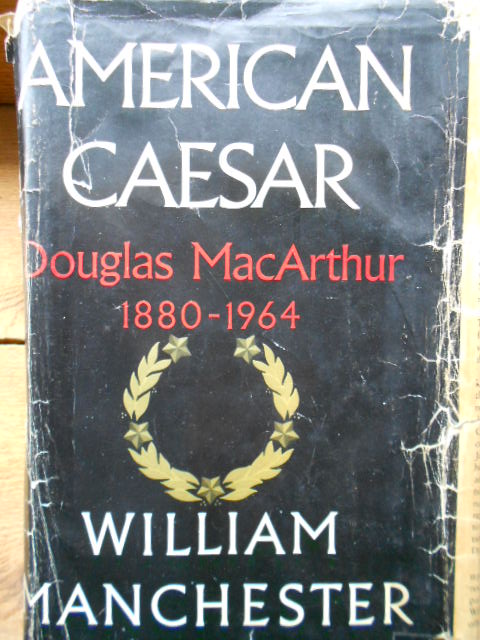 AMERICAN
CAESAR
Douglas MacArthur
1880-1964
WILLIAM
MANCHESTER